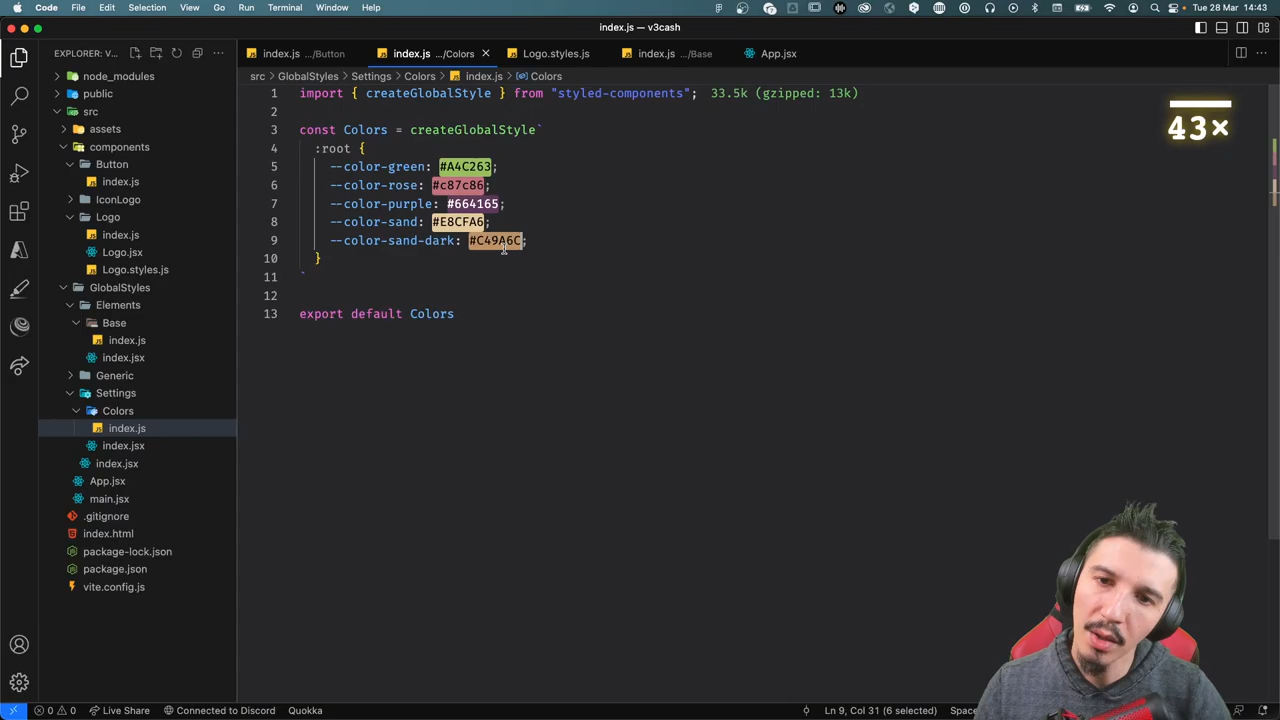 Code File Edit Selection View Go Run Terminal Window Help
Tue 28 Mar 14:43
index.js — v3cash
EXPLORER: V...
index.js .../Button
index.js .../Colors
Logo.styles.js
index.js .../Base
App.jsx
src > GlobalStyles > Settings > Colors > index.js > Colors
node_modules
public
src
assets
components
Button
index.js
IconLogo
Logo
index.js
Logo.jsx
Logo.styles.js
GlobalStyles
Elements
Base
index.js
index.jsx
Generic
Settings
Colors
index.js
index.jsx
index.jsx
App.jsx
main.jsx
.gitignore
index.html
package-lock.json
package.json
vite.config.js
1 import { createGlobalStyle } from "styled-components"; 33.5k (gzipped: 13k)
2
3 const Colors = createGlobalStyle`
4 :root {
5 --color-green: #A4C263;
6 --color-rose: #c87c86;
7 --color-purple: #664165;
8 --color-sand: #E8CFA6;
9 --color-sand-dark: #C49A6C;
10 }
11 `
12
13 export default Colors
43×
0 0 Live Share Connected to Discord Quokka
Ln 9, Col 31 (6 selected)